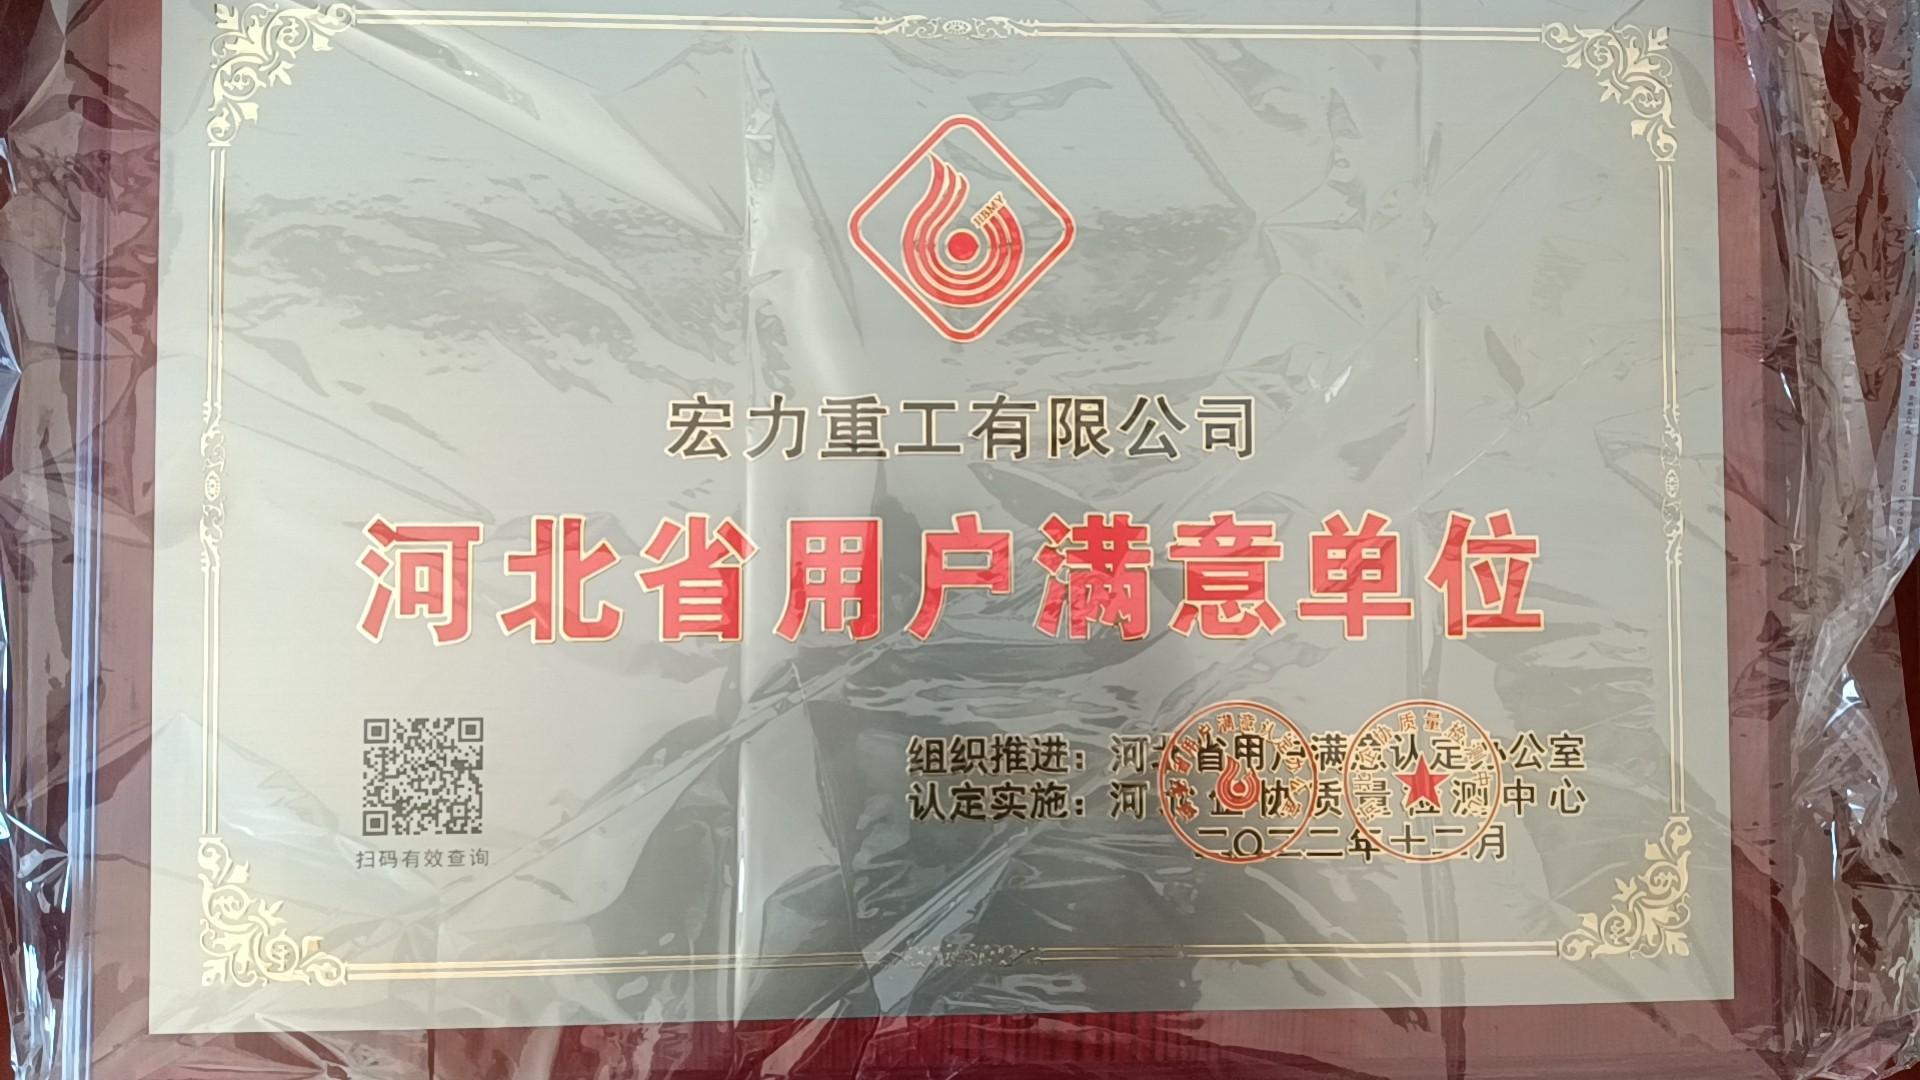 HBMY
宏力重工有限公司
河北省用户满意单位
组织推进：河北省用户满意认定办公室
认定实施：河北企协质量检测中心
二〇二二年十二月
扫码有效查询